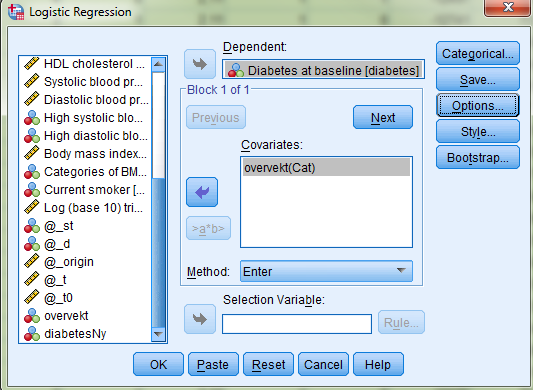 Logistic Regression
HDL cholesterol ...
Systolic blood pr...
Diastolic blood pr...
High systolic blo...
High diastolic blo...
Body mass index...
Categories of BM...
Current smoker [...
Log (base 10) tri...
@_st
@_d
@_origin
@_t
@_t0
overvekt
diabetesNy
Dependent:
Diabetes at baseline [diabetes]
Block 1 of 1
Previous
Next
Covariates:
overvekt(Cat)
>a*b>
Method:
Enter
Selection Variable:
Rule...
Categorical...
Save...
Options...
Style...
Bootstrap...
OK
Paste
Reset
Cancel
Help